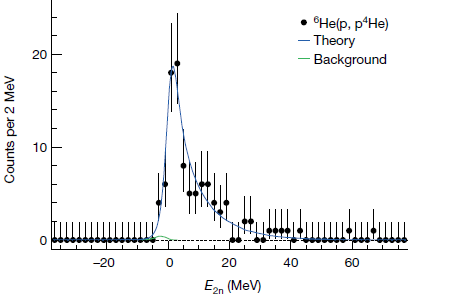 ⁶He(p, p⁴He)
Theory
Background
Counts per 2 MeV
20
10
0
−20 0 20 40 60
E₂ₙ (MeV)